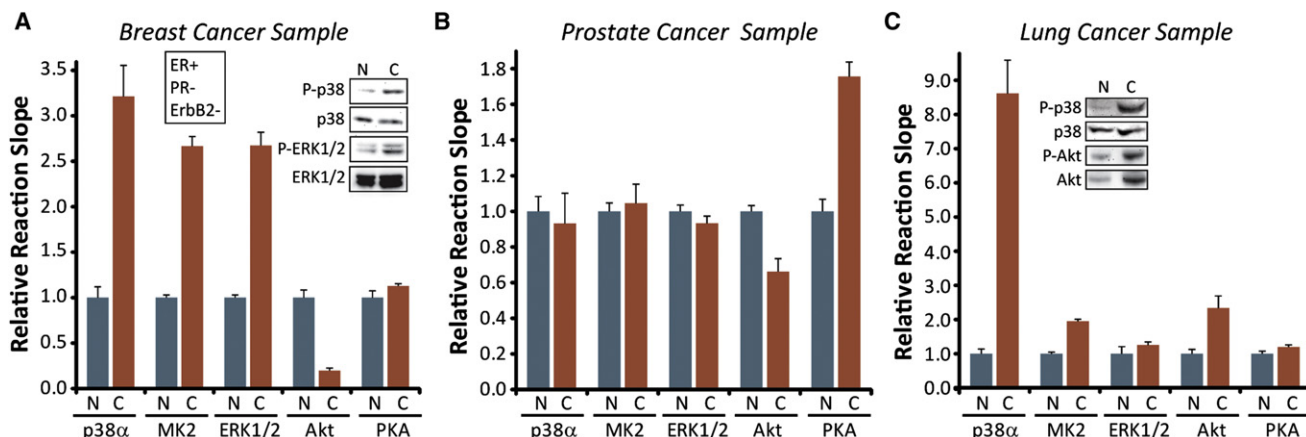 A
Breast Cancer Sample
Relative Reaction Slope
3.5
3.0
2.5
2.0
1.5
1.0
0.5
0.0
ER+
PR-
ErbB2-
N C
P-p38
p38
P-ERK1/2
ERK1/2
N C N C N C N C N C
p38α MK2 ERK1/2 Akt PKA
B
Prostate Cancer Sample
Relative Reaction Slope
1.8
1.6
1.4
1.2
1.0
0.8
0.6
0.4
0.2
0.0
N C N C N C N C N C
p38α MK2 ERK1/2 Akt PKA
C
Lung Cancer Sample
Relative Reaction Slope
9.0
8.0
7.0
6.0
5.0
4.0
3.0
2.0
1.0
0.0
N C
P-p38
p38
P-Akt
Akt
N C N C N C N C N C
p38α MK2 ERK1/2 Akt PKA